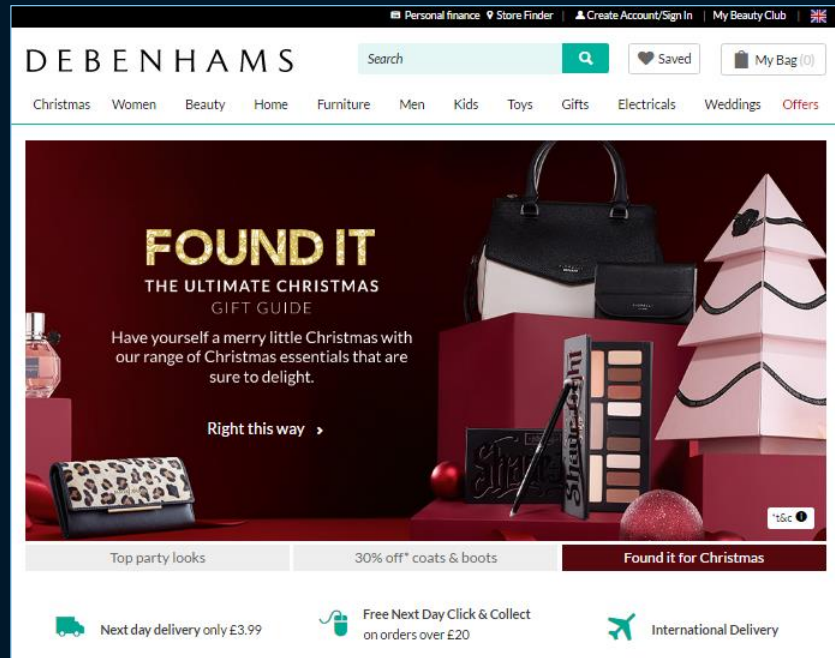 Personal finance Store Finder | Create Account/Sign In | My Beauty Club |
DEBENHAMS
Search
Saved
My Bag (0)
Christmas Women Beauty Home Furniture Men Kids Toys Gifts Electricals Weddings Offers
FOUND IT
THE ULTIMATE CHRISTMAS
GIFT GUIDE
Have yourself a merry little Christmas with
our range of Christmas essentials that are
sure to delight.
Right this way >
*t&c
Top party looks
30% off* coats & boots
Found it for Christmas
Next day delivery only £3.99
Free Next Day Click & Collect
on orders over £20
International Delivery